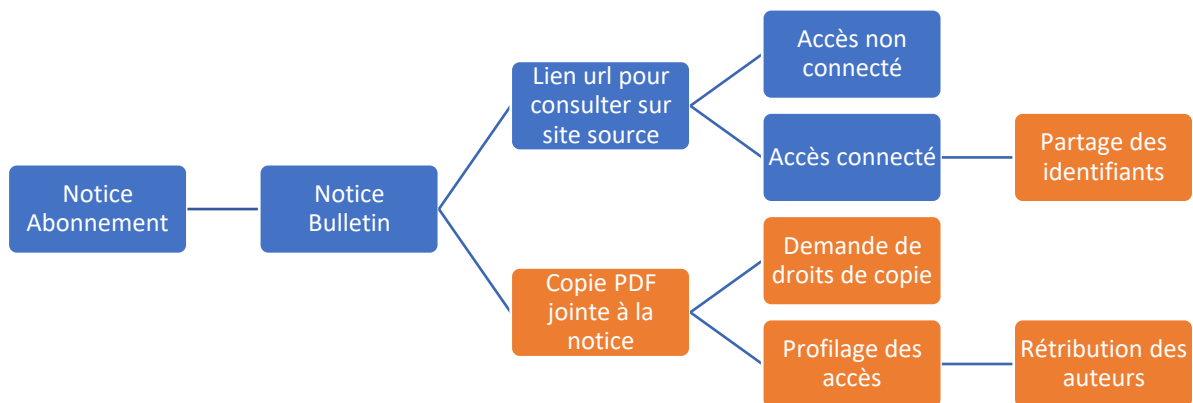 Notice
Abonnement
Notice
Bulletin
Lien url pour
consulter sur
site source
Accès non
connecté
Accès connecté
Partage des
identifiants
Copie PDF
jointe à la
notice
Demande de
droits de copie
Profilage des
accès
Rétribution des
auteurs